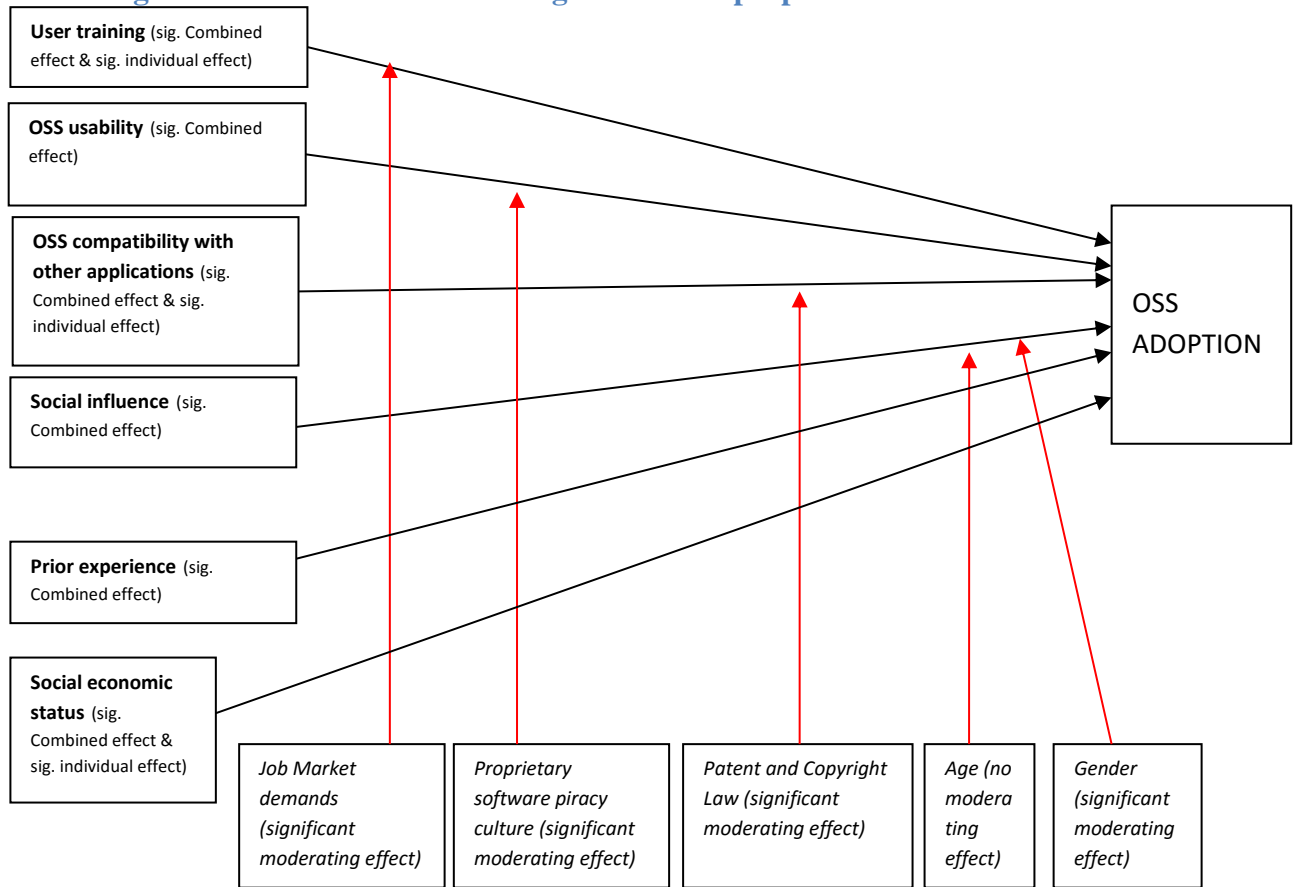 User training (sig. Combined
effect & sig. individual effect)
OSS usability (sig. Combined
effect)
OSS compatibility with
other applications (sig.
Combined effect & sig.
individual effect)
Social influence (sig.
Combined effect)
Prior experience (sig.
Combined effect)
Social economic
status (sig.
Combined effect &
sig. individual effect)
OSS
ADOPTION
Job Market
demands
(significant
moderating effect)
Proprietary
software piracy
culture (significant
moderating effect)
Patent and Copyright
Law (significant
moderating effect)
Age (no
modera
ting
effect)
Gender
(significant
moderating
effect)